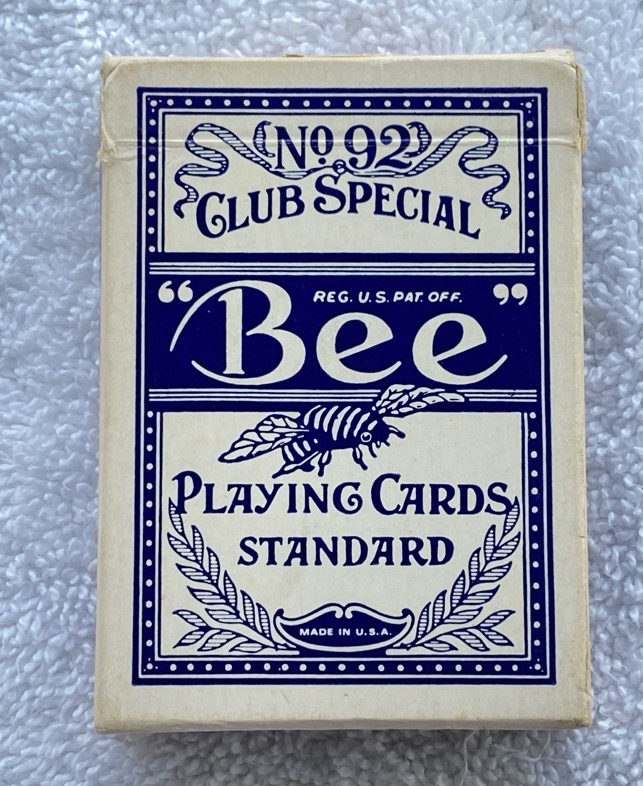 No 92
CLUB SPECIAL
REG. U.S. PAT. OFF.
"Bee"
PLAYING CARDS
STANDARD
MADE IN U.S.A.